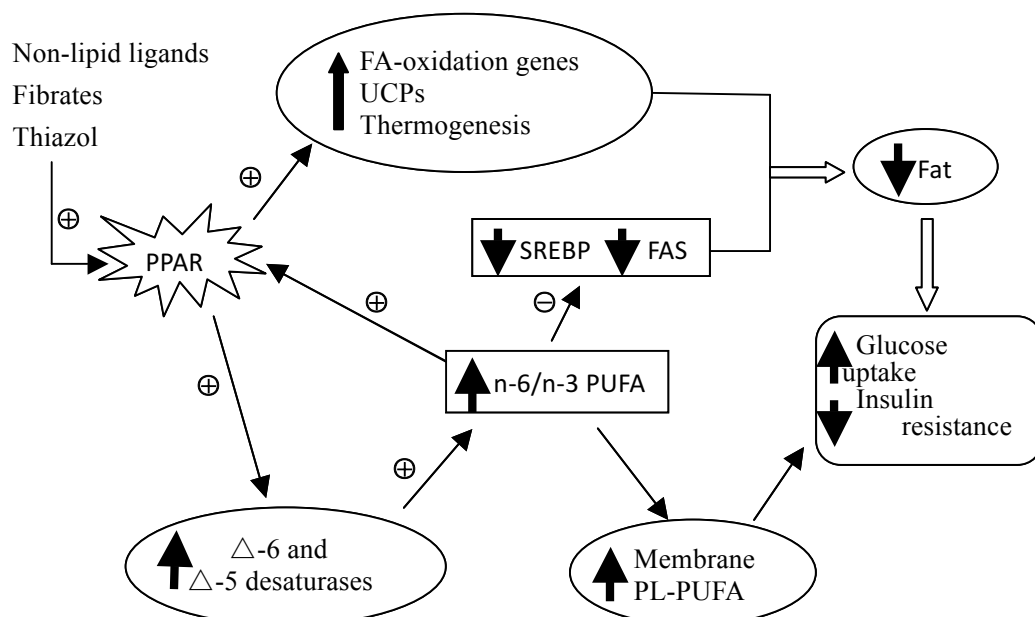 Non-lipid ligands
Fibrates
Thiazol
FA-oxidation genes
UCPs
Thermogenesis
⊕
⊕
PPAR
Fat
SREBP FAS
⊖
⊕
n-6/n-3 PUFA
Glucose
uptake
Insulin
resistance
⊕
⊕
△-6 and
△-5 desaturases
Membrane
PL-PUFA